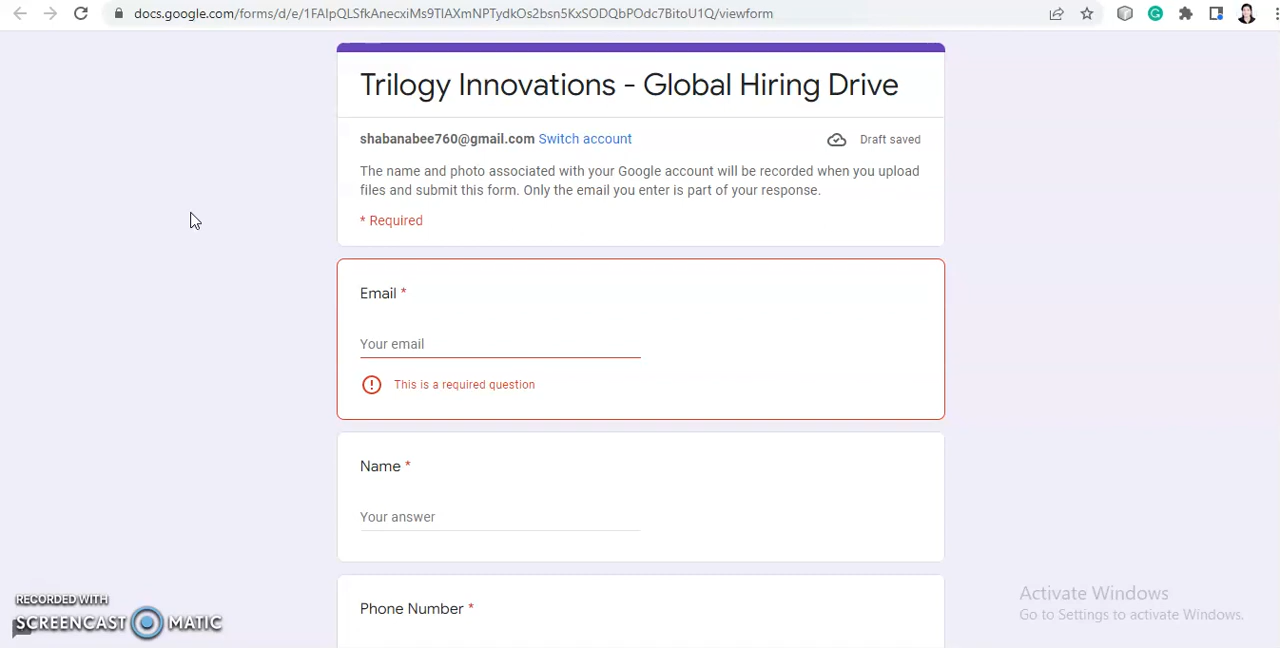 docs.google.com/forms/d/e/1FAIpQLSfkAnecxiMs9TlAXmNPTydkOs2bsn5KxSODQbPOdc7BitoU1Q/viewform
Trilogy Innovations - Global Hiring Drive
shabanabee760@gmail.com Switch account
Draft saved
The name and photo associated with your Google account will be recorded when you upload
files and submit this form. Only the email you enter is part of your response.
* Required
Email *
Your email
This is a required question
Name *
Your answer
Phone Number *
Activate Windows
Go to Settings to activate Windows.
RECORDED WITH
SCREENCAST MATIC